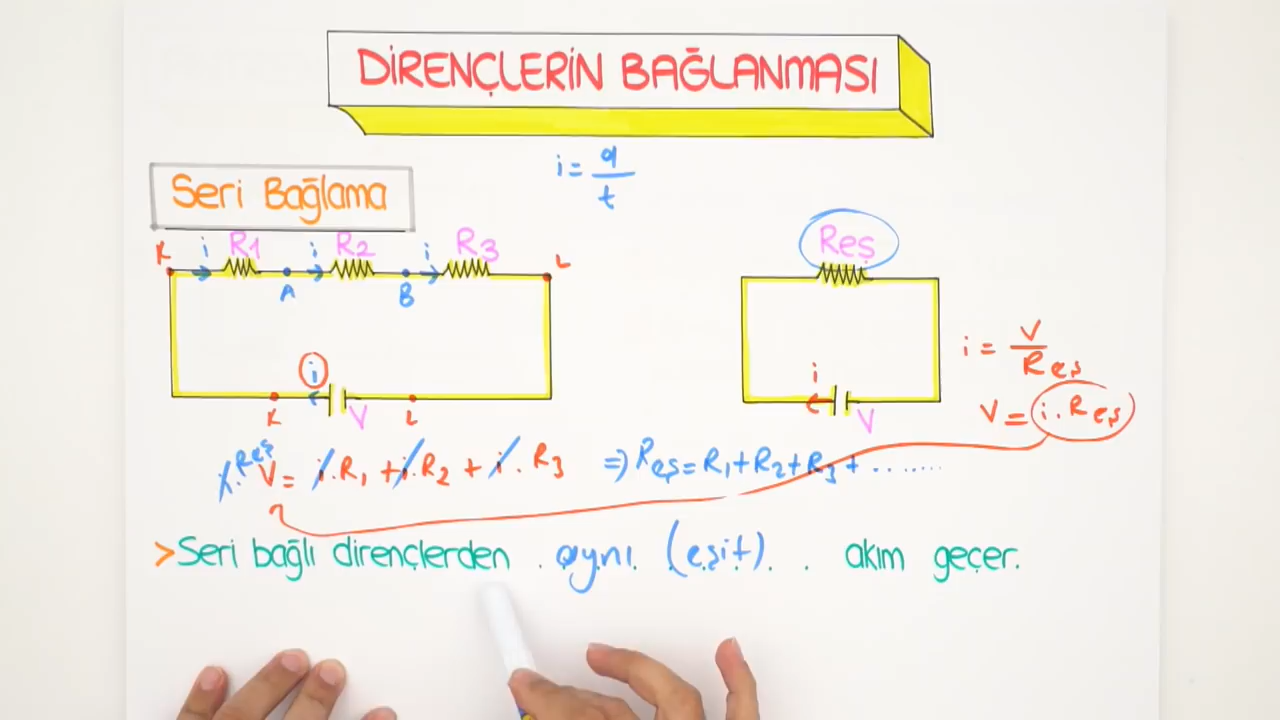 DİRENÇLERİN BAĞLANMASI
i = q/t
Seri Bağlama
K i R1 i R2 i R3 L
A B
i
K V L
Reş
i
V
i = V/Reş
V = i . Reş
i.Reş V = i.R1 + i.R2 + i.R3 => Reş = R1 + R2 + R3 + ........
> Seri bağlı dirençlerden . aynı. (eşit) . . akım geçer.